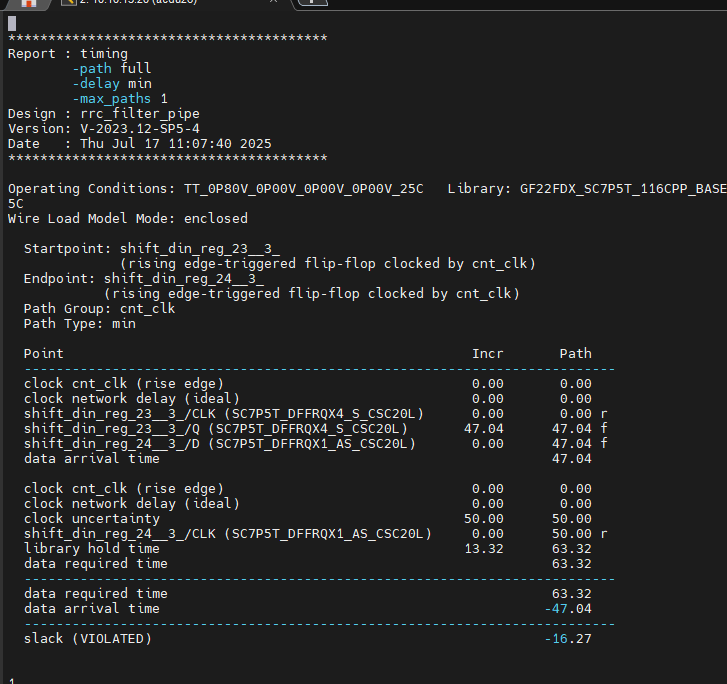 2. 10.10.15.20 (acdu20)
****************************************
Report : timing
        -path full
        -delay min
        -max_paths 1
Design : rrc_filter_pipe
Version: V-2023.12-SP5-4
Date   : Thu Jul 17 11:07:40 2025
****************************************
Operating Conditions: TT_0P80V_0P00V_0P00V_0P00V_25C   Library: GF22FDX_SC7P5T_116CPP_BASE
5C
Wire Load Model Mode: enclosed
  Startpoint: shift_din_reg_23__3_
              (rising edge-triggered flip-flop clocked by cnt_clk)
  Endpoint: shift_din_reg_24__3_
            (rising edge-triggered flip-flop clocked by cnt_clk)
  Path Group: cnt_clk
  Path Type: min
  Point                                                   Incr       Path
  --------------------------------------------------------------------------
  clock cnt_clk (rise edge)                               0.00       0.00
  clock network delay (ideal)                             0.00       0.00
  shift_din_reg_23__3_/CLK (SC7P5T_DFFRQX4_S_CSC20L)      0.00       0.00 r
  shift_din_reg_23__3_/Q (SC7P5T_DFFRQX4_S_CSC20L)       47.04      47.04 f
  shift_din_reg_24__3_/D (SC7P5T_DFFRQX1_AS_CSC20L)       0.00      47.04 f
  data arrival time                                                 47.04
  clock cnt_clk (rise edge)                               0.00       0.00
  clock network delay (ideal)                             0.00       0.00
  clock uncertainty                                      50.00      50.00
  shift_din_reg_24__3_/CLK (SC7P5T_DFFRQX1_AS_CSC20L)     0.00      50.00 r
  library hold time                                      13.32      63.32
  data required time                                                63.32
  --------------------------------------------------------------------------
  data required time                                                63.32
  data arrival time                                                -47.04
  --------------------------------------------------------------------------
  slack (VIOLATED)                                                 -16.27
1